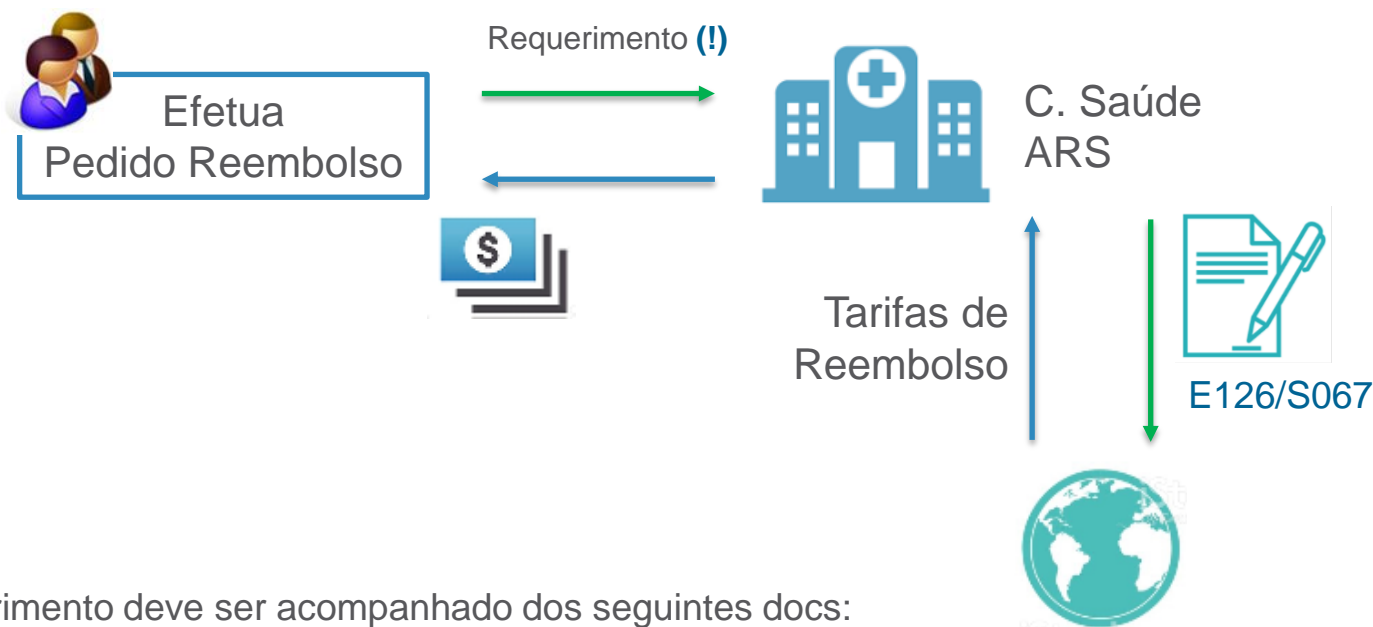 Requerimento (!)
Efetua
Pedido Reembolso
C. Saúde
ARS
$
Tarifas de
Reembolso
E126/S067
rimento deve ser acompanhado dos seguintes docs: